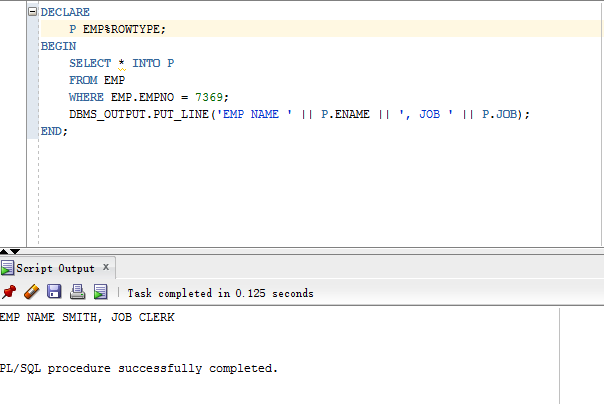 DECLARE
P EMP%ROWTYPE;
BEGIN
SELECT * INTO P
FROM EMP
WHERE EMP.EMPNO = 7369;
DBMS_OUTPUT.PUT_LINE('EMP NAME ' || P.ENAME || ', JOB ' || P.JOB);
END;
Script Output x
Task completed in 0.125 seconds
EMP NAME SMITH, JOB CLERK
PL/SQL procedure successfully completed.